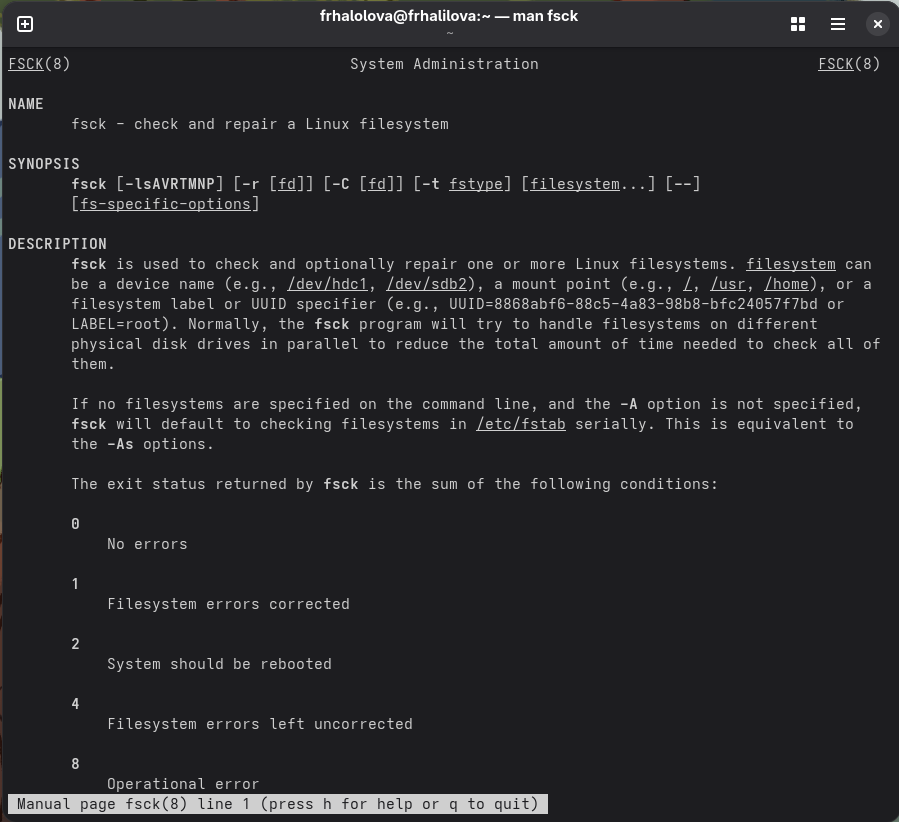 frhalolova@frhalilova:~ — man fsck
~
FSCK(8) System Administration FSCK(8)
NAME
fsck - check and repair a Linux filesystem
SYNOPSIS
fsck [-lsAVRTMNP] [-r [fd]] [-C [fd]] [-t fstype] [filesystem...] [--]
[fs-specific-options]
DESCRIPTION
fsck is used to check and optionally repair one or more Linux filesystems. filesystem can
be a device name (e.g., /dev/hdc1, /dev/sdb2), a mount point (e.g., /, /usr, /home), or a
filesystem label or UUID specifier (e.g., UUID=8868abf6-88c5-4a83-98b8-bfc24057f7bd or
LABEL=root). Normally, the fsck program will try to handle filesystems on different
physical disk drives in parallel to reduce the total amount of time needed to check all of
them.
If no filesystems are specified on the command line, and the -A option is not specified,
fsck will default to checking filesystems in /etc/fstab serially. This is equivalent to
the -As options.
The exit status returned by fsck is the sum of the following conditions:
0
No errors
1
Filesystem errors corrected
2
System should be rebooted
4
Filesystem errors left uncorrected
8
Operational error
Manual page fsck(8) line 1 (press h for help or q to quit)